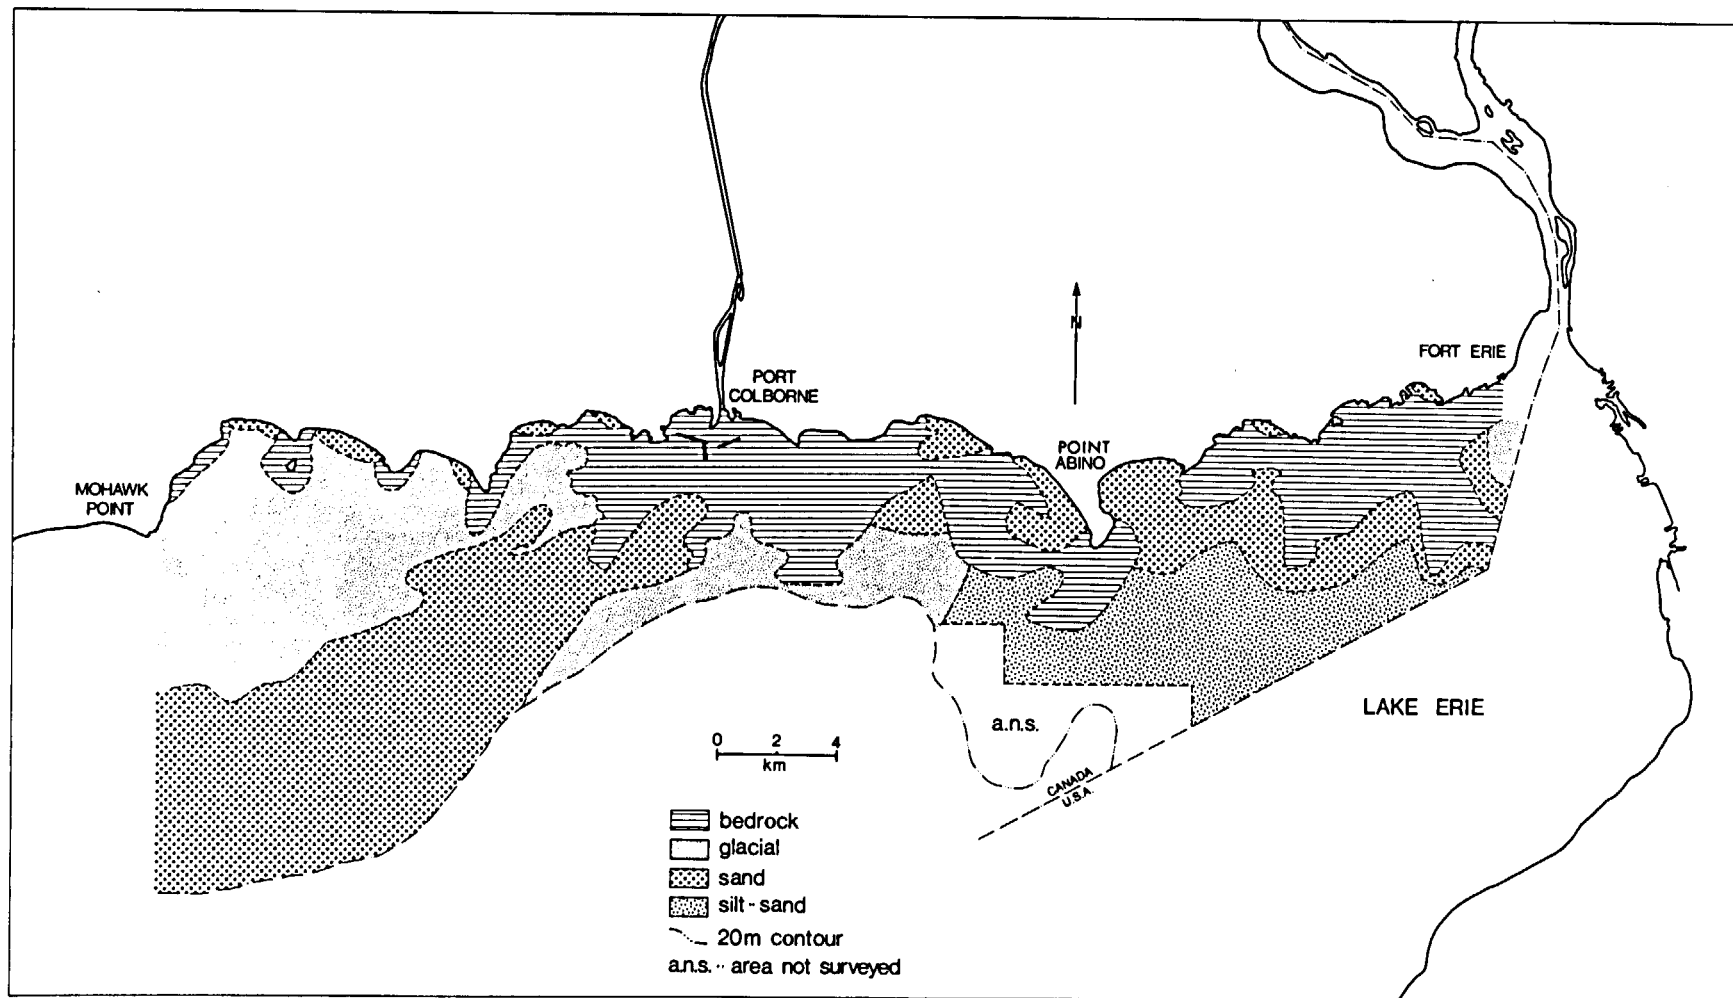 FORT ERIE
PORT
COLBORNE
N
POINT
ABINO
MOHAWK
POINT
LAKE ERIE
a.n.s.
0 2 4
km
CANADA
U.S.A.
bedrock
glacial
sand
silt-sand
20m contour
a.n.s. -- area not surveyed